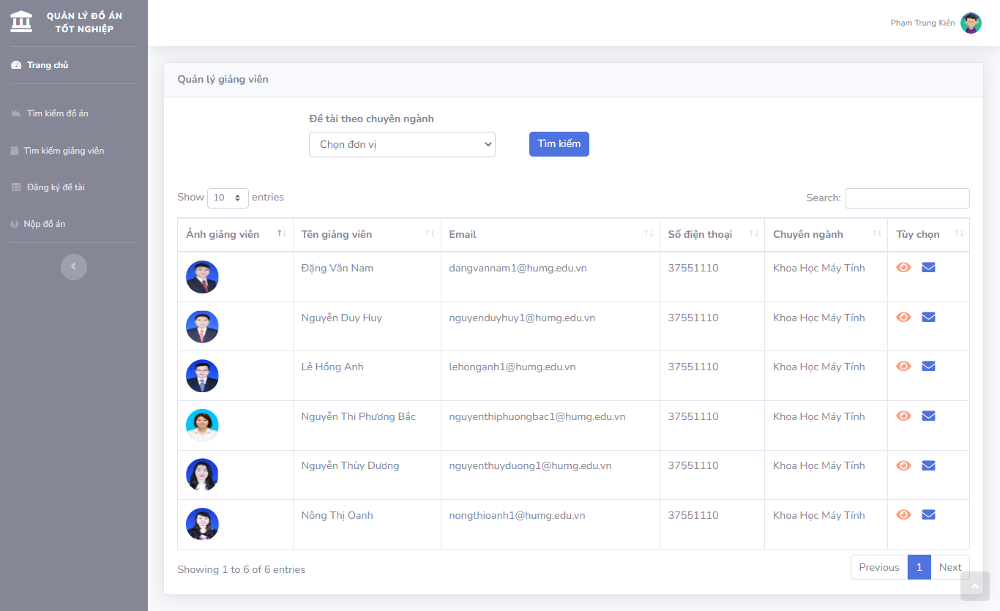 QUẢN LÝ ĐỒ ÁN
TỐT NGHIỆP
Phạm Trung Kiên
Trang chủ
Tìm kiếm đồ án
Tìm kiếm giảng viên
Đăng ký đề tài
Nộp đồ án
Quản lý giảng viên
Đề tài theo chuyên ngành
Chọn đơn vị
Tìm kiếm
Show 10 entries
Search:
Ảnh giảng viên Tên giảng viên Email Số điện thoại Chuyên ngành Tùy chọn
Đặng Văn Nam dangvannam1@humg.edu.vn 37551110 Khoa Học Máy Tính
Nguyễn Duy Huy nguyenduyhuy1@humg.edu.vn 37551110 Khoa Học Máy Tính
Lê Hồng Anh lehonganh1@humg.edu.vn 37551110 Khoa Học Máy Tính
Nguyễn Thi Phương Bắc nguyenthiphuongbac1@humg.edu.vn 37551110 Khoa Học Máy Tính
Nguyễn Thùy Dương nguyenthuyduong1@humg.edu.vn 37551110 Khoa Học Máy Tính
Nông Thị Oanh nongthioanh1@humg.edu.vn 37551110 Khoa Học Máy Tính
Showing 1 to 6 of 6 entries
Previous 1 Next